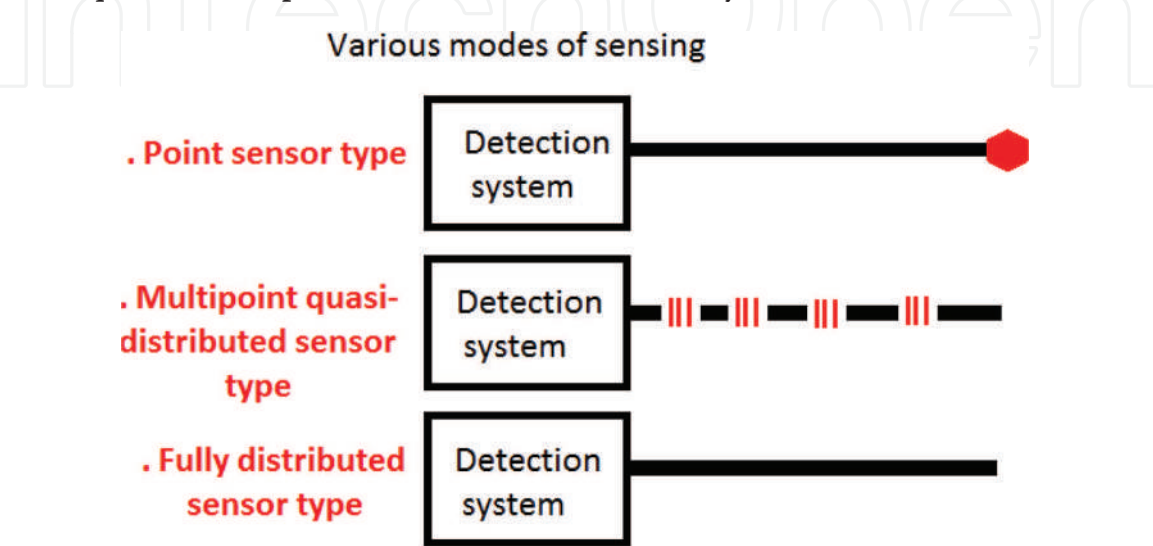 Various modes of sensing
. Point sensor type
Detection
system
. Multipoint quasi-
distributed sensor
type
Detection
system
. Fully distributed
sensor type
Detection
system